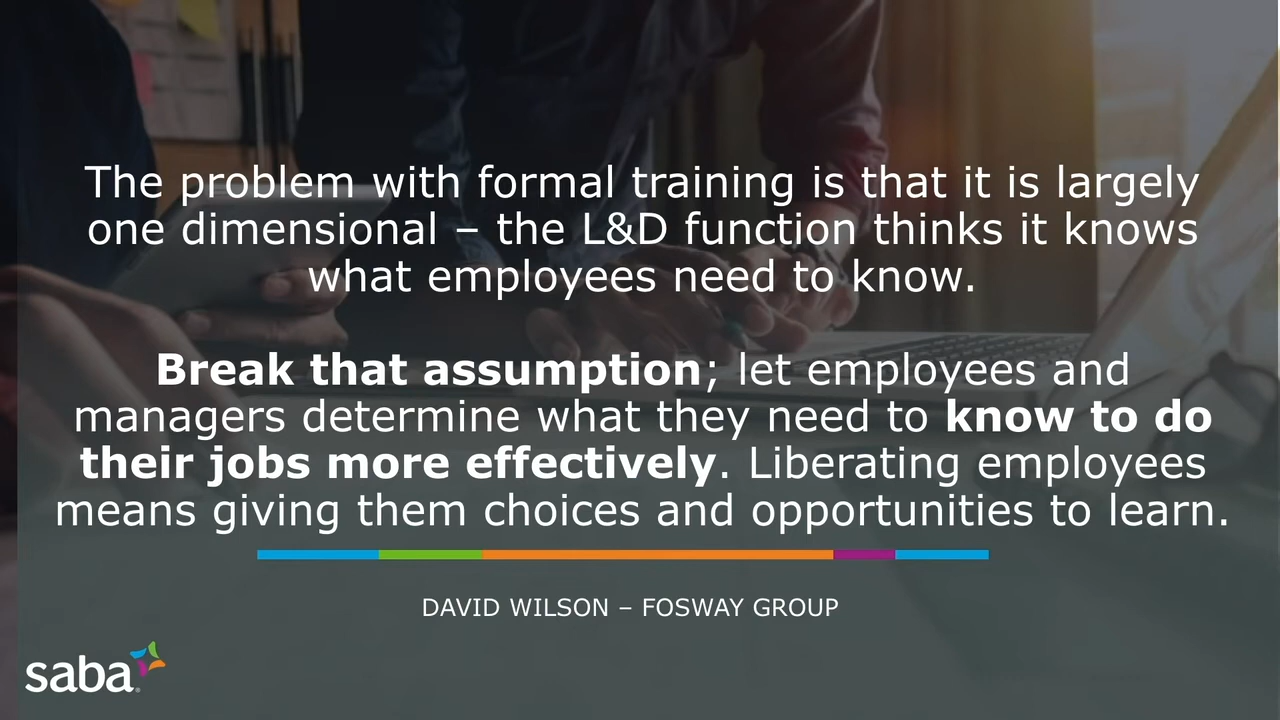 The problem with formal training is that it is largely
one dimensional – the L&D function thinks it knows
what employees need to know.
Break that assumption; let employees and
managers determine what they need to know to do
their jobs more effectively. Liberating employees
means giving them choices and opportunities to learn.
DAVID WILSON – FOSWAY GROUP
saba